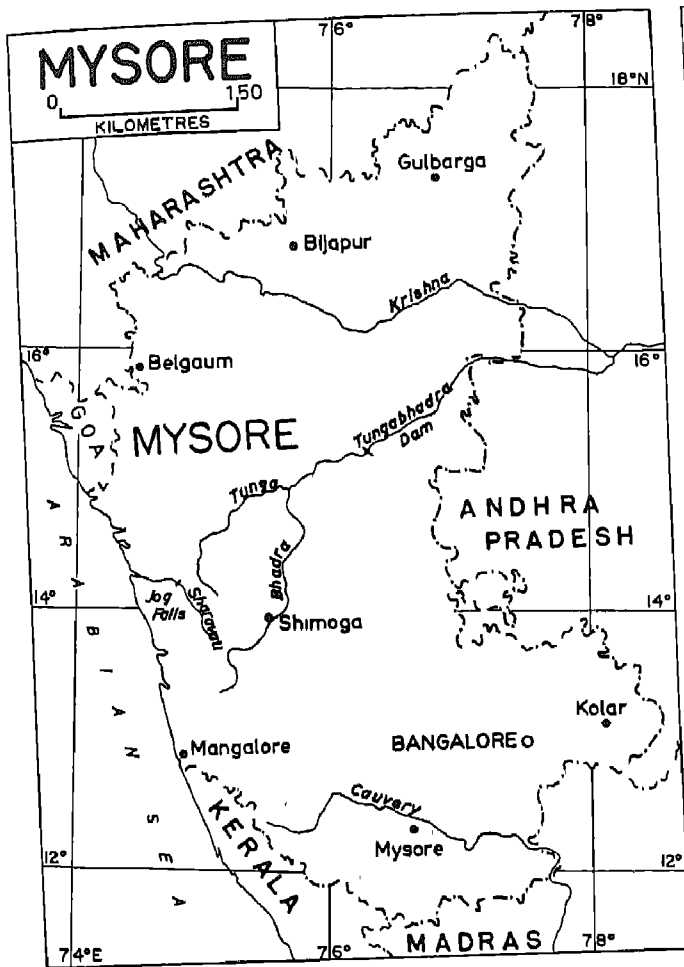 76°
78°
MYSORE
0 150
KILOMETRES
18°N
MAHARASHTRA
Gulbarga
Bijapur
Krishna
16°
16°
Belgaum
GOA
MYSORE
Tungabhadra
Dam
Tunga
ANDHRA
PRADESH
ARABIAN SEA
Bhadra
Jog
Falls
Sharavati
14°
14°
Shimoga
Kolar
Mangalore
BANGALORE
Cauvery
KERALA
Mysore
12°
12°
MADRAS
74°E
76°
78°